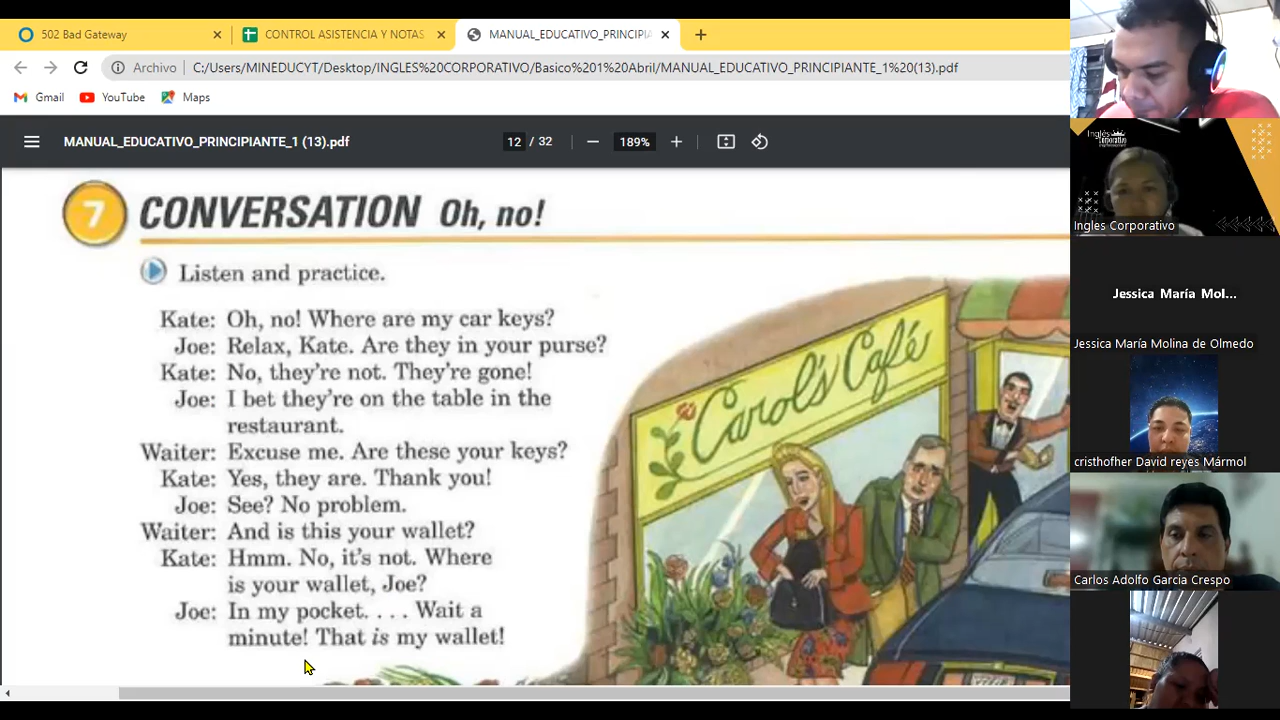 502 Bad Gateway
CONTROL ASISTENCIA Y NOTAS
MANUAL_EDUCATIVO_PRINCIPIA
Archivo
C:/Users/MINEDUCYT/Desktop/INGLES%20CORPORATIVO/Basico%201%20Abril/MANUAL_EDUCATIVO_PRINCIPIANTE_1%20(13).pdf
Gmail
YouTube
Maps
MANUAL_EDUCATIVO_PRINCIPIANTE_1 (13).pdf
12 / 32
189%
7 CONVERSATION Oh, no!
Listen and practice.
Kate: Oh, no! Where are my car keys?
Joe: Relax, Kate. Are they in your purse?
Kate: No, they're not. They're gone!
Joe: I bet they're on the table in the
restaurant.
Waiter: Excuse me. Are these your keys?
Kate: Yes, they are. Thank you!
Joe: See? No problem.
Waiter: And is this your wallet?
Kate: Hmm. No, it's not. Where
is your wallet, Joe?
Joe: In my pocket. . . . Wait a
minute! That is my wallet!
Carol's Café
Inglés
Corporativo
Ingles Corporativo
Jessica María Mol...
Jessica María Molina de Olmedo
cristhofher David reyes Mármol
Carlos Adolfo Garcia Crespo